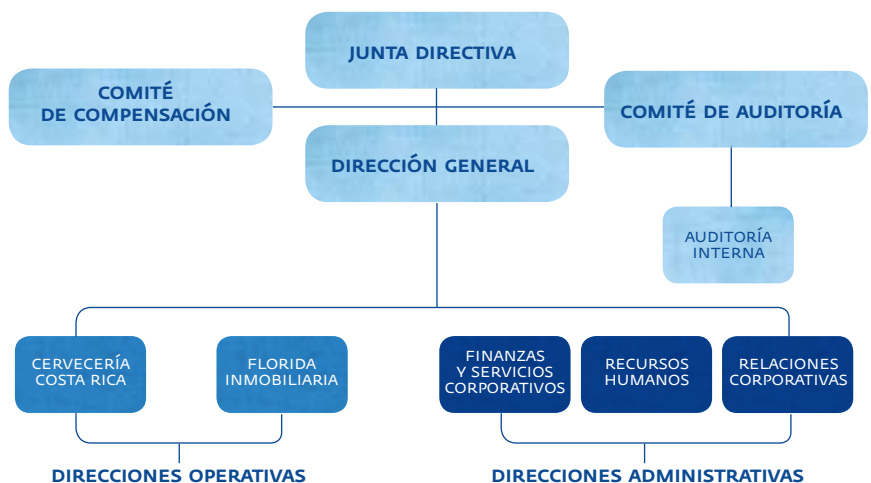 JUNTA DIRECTIVA
COMITÉ
DE COMPENSACIÓN
COMITÉ DE AUDITORÍA
DIRECCIÓN GENERAL
AUDITORÍA
INTERNA
CERVECERÍA
COSTA RICA
FLORIDA
INMOBILIARIA
FINANZAS
Y SERVICIOS
CORPORATIVOS
RECURSOS
HUMANOS
RELACIONES
CORPORATIVAS
DIRECCIONES OPERATIVAS
DIRECCIONES ADMINISTRATIVAS